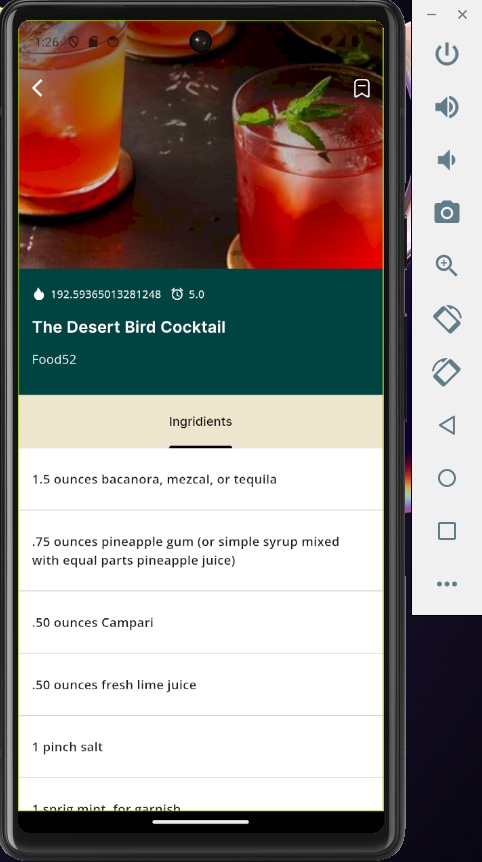 1:26
192.59365013281248 5.0
The Desert Bird Cocktail
Food52
Ingridients
1.5 ounces bacanora, mezcal, or tequila
.75 ounces pineapple gum (or simple syrup mixed
with equal parts pineapple juice)
.50 ounces Campari
.50 ounces fresh lime juice
1 pinch salt
1 sprig mint, for garnish